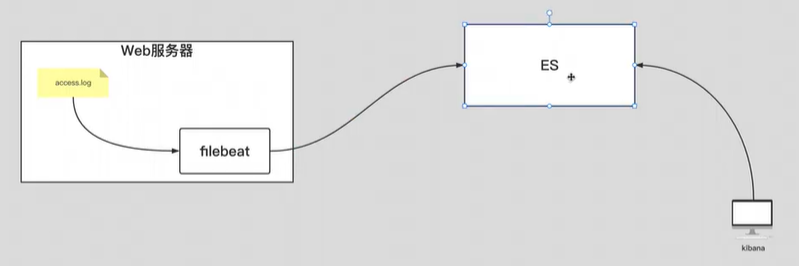 Web服务器
access.log
filebeat
ES
kibana